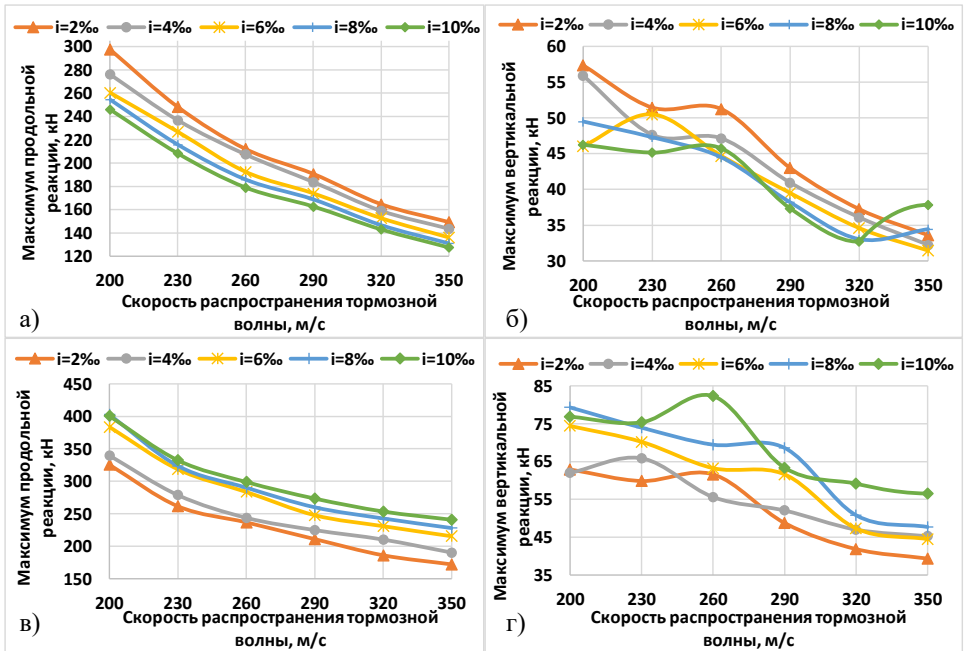 i=2‰ i=4‰ i=6‰ i=8‰ i=10‰
Максимум продольной
реакции, кН
300
280
260
240
220
200
180
160
140
120
200 230 260 290 320 350
Скорость распространения тормозной
волны, м/с
а)
i=2‰ i=4‰ i=6‰ i=8‰ i=10‰
Максимум вертикальной
реакции, кН
60
55
50
45
40
35
30
200 230 260 290 320 350
Скорость распространения тормозной
волны, м/с
б)
i=2‰ i=4‰ i=6‰ i=8‰ i=10‰
Максимум продольной
реакции, кН
450
400
350
300
250
200
150
200 230 260 290 320 350
Скорость распространения тормозной
волны, м/с
в)
i=2‰ i=4‰ i=6‰ i=8‰ i=10‰
Максимум вертикальной
реакции, кН
85
75
65
55
45
35
200 230 260 290 320 350
Скорость распространения тормозной
волны, м/с
г)